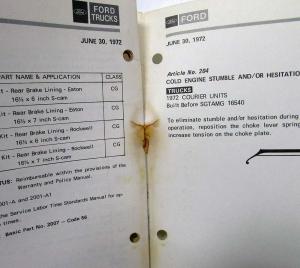 Ford
FORD
TRUCKS
JUNE 30, 1972
PART NAME & APPLICATION CLASS
Kit - Rear Brake Lining - Eaton CG
16½ x 6 inch S-cam
Kit - Rear Brake Lining - Eaton CG
16½ x 7 inch S-cam
Kit - Rear Brake Lining - Rockwell CG
16½ x 6 inch S-cam
Kit - Rear Brake Lining - Rockwell CG
16½ x 7 inch S-cam
TUS: Reimbursable within the provisions of the
Warranty and Policy Manual.
2001-A and 2001-A1
the Service Labor Time Standards Manual for ap-
s times.
Basic Part No. 2007 - Code 56
Ford
FORD
JUNE 30, 1972
Article No. 284
COLD ENGINE STUMBLE AND/OR HESITATION
TRUCKS
1972 COURIER UNITS
Built Before SGTAMG 16540
To eliminate stumble and/or hesitation during
operation, reposition the choke lever spring
increase tension on the choke plate.